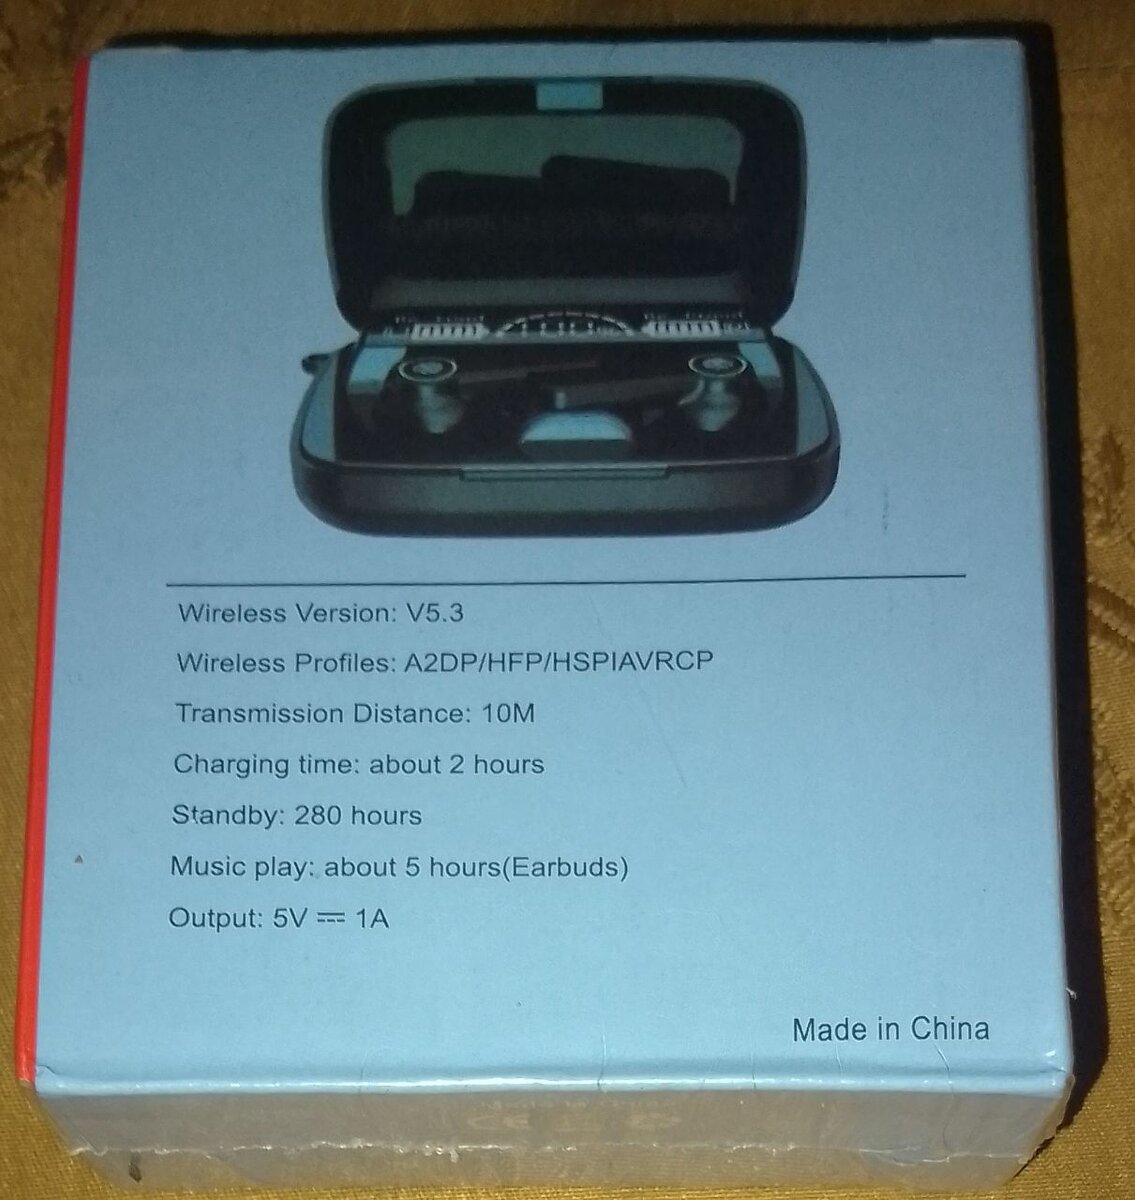 Wireless Version: V5.3
Wireless Profiles: A2DP/HFP/HSPIAVRCP
Transmission Distance: 10M
Charging time: about 2 hours
Standby: 280 hours
Music play: about 5 hours(Earbuds)
Output: 5V ⎓ 1A
Made in China